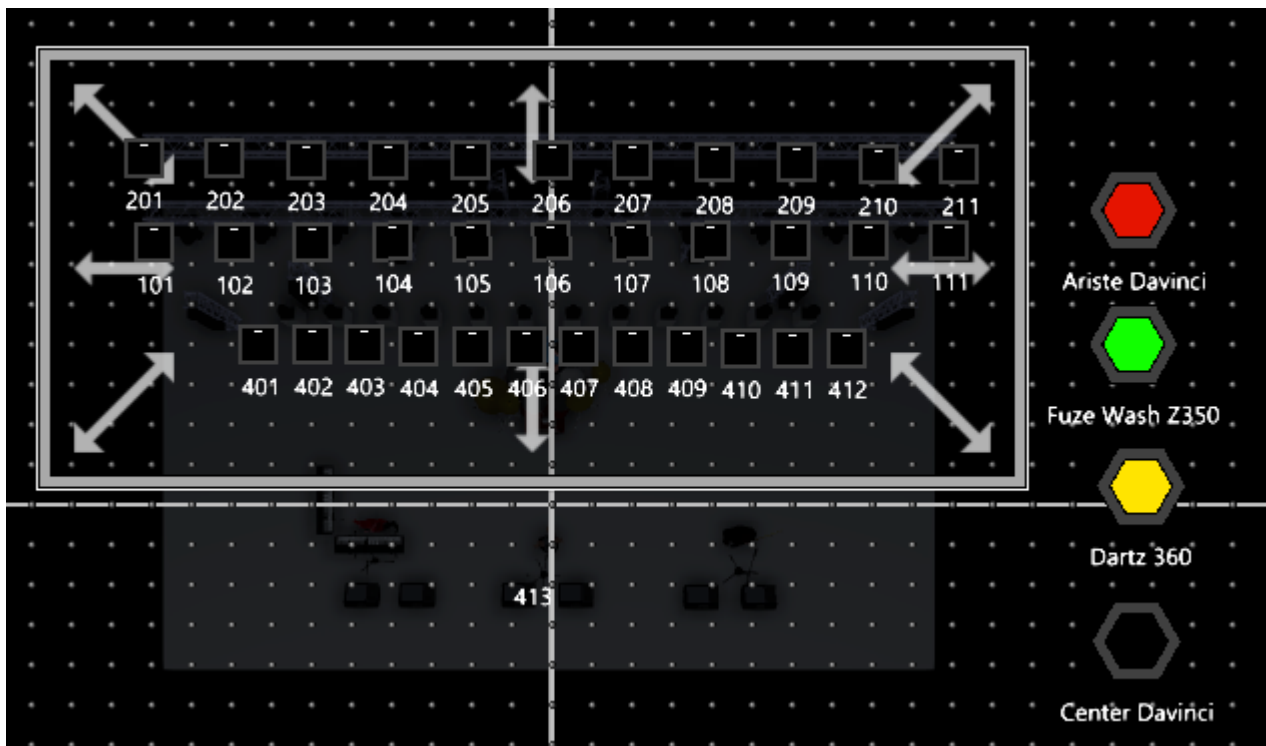 201 202 203 204 205 206 207 208 209 210 211
101 102 103 104 105 106 107 108 109 110 111
Ariste Davinci
401 402 403 404 405 406 407 408 409 410 411 412
Fuze Wash Z350
Dartz 360
413
Center Davinci